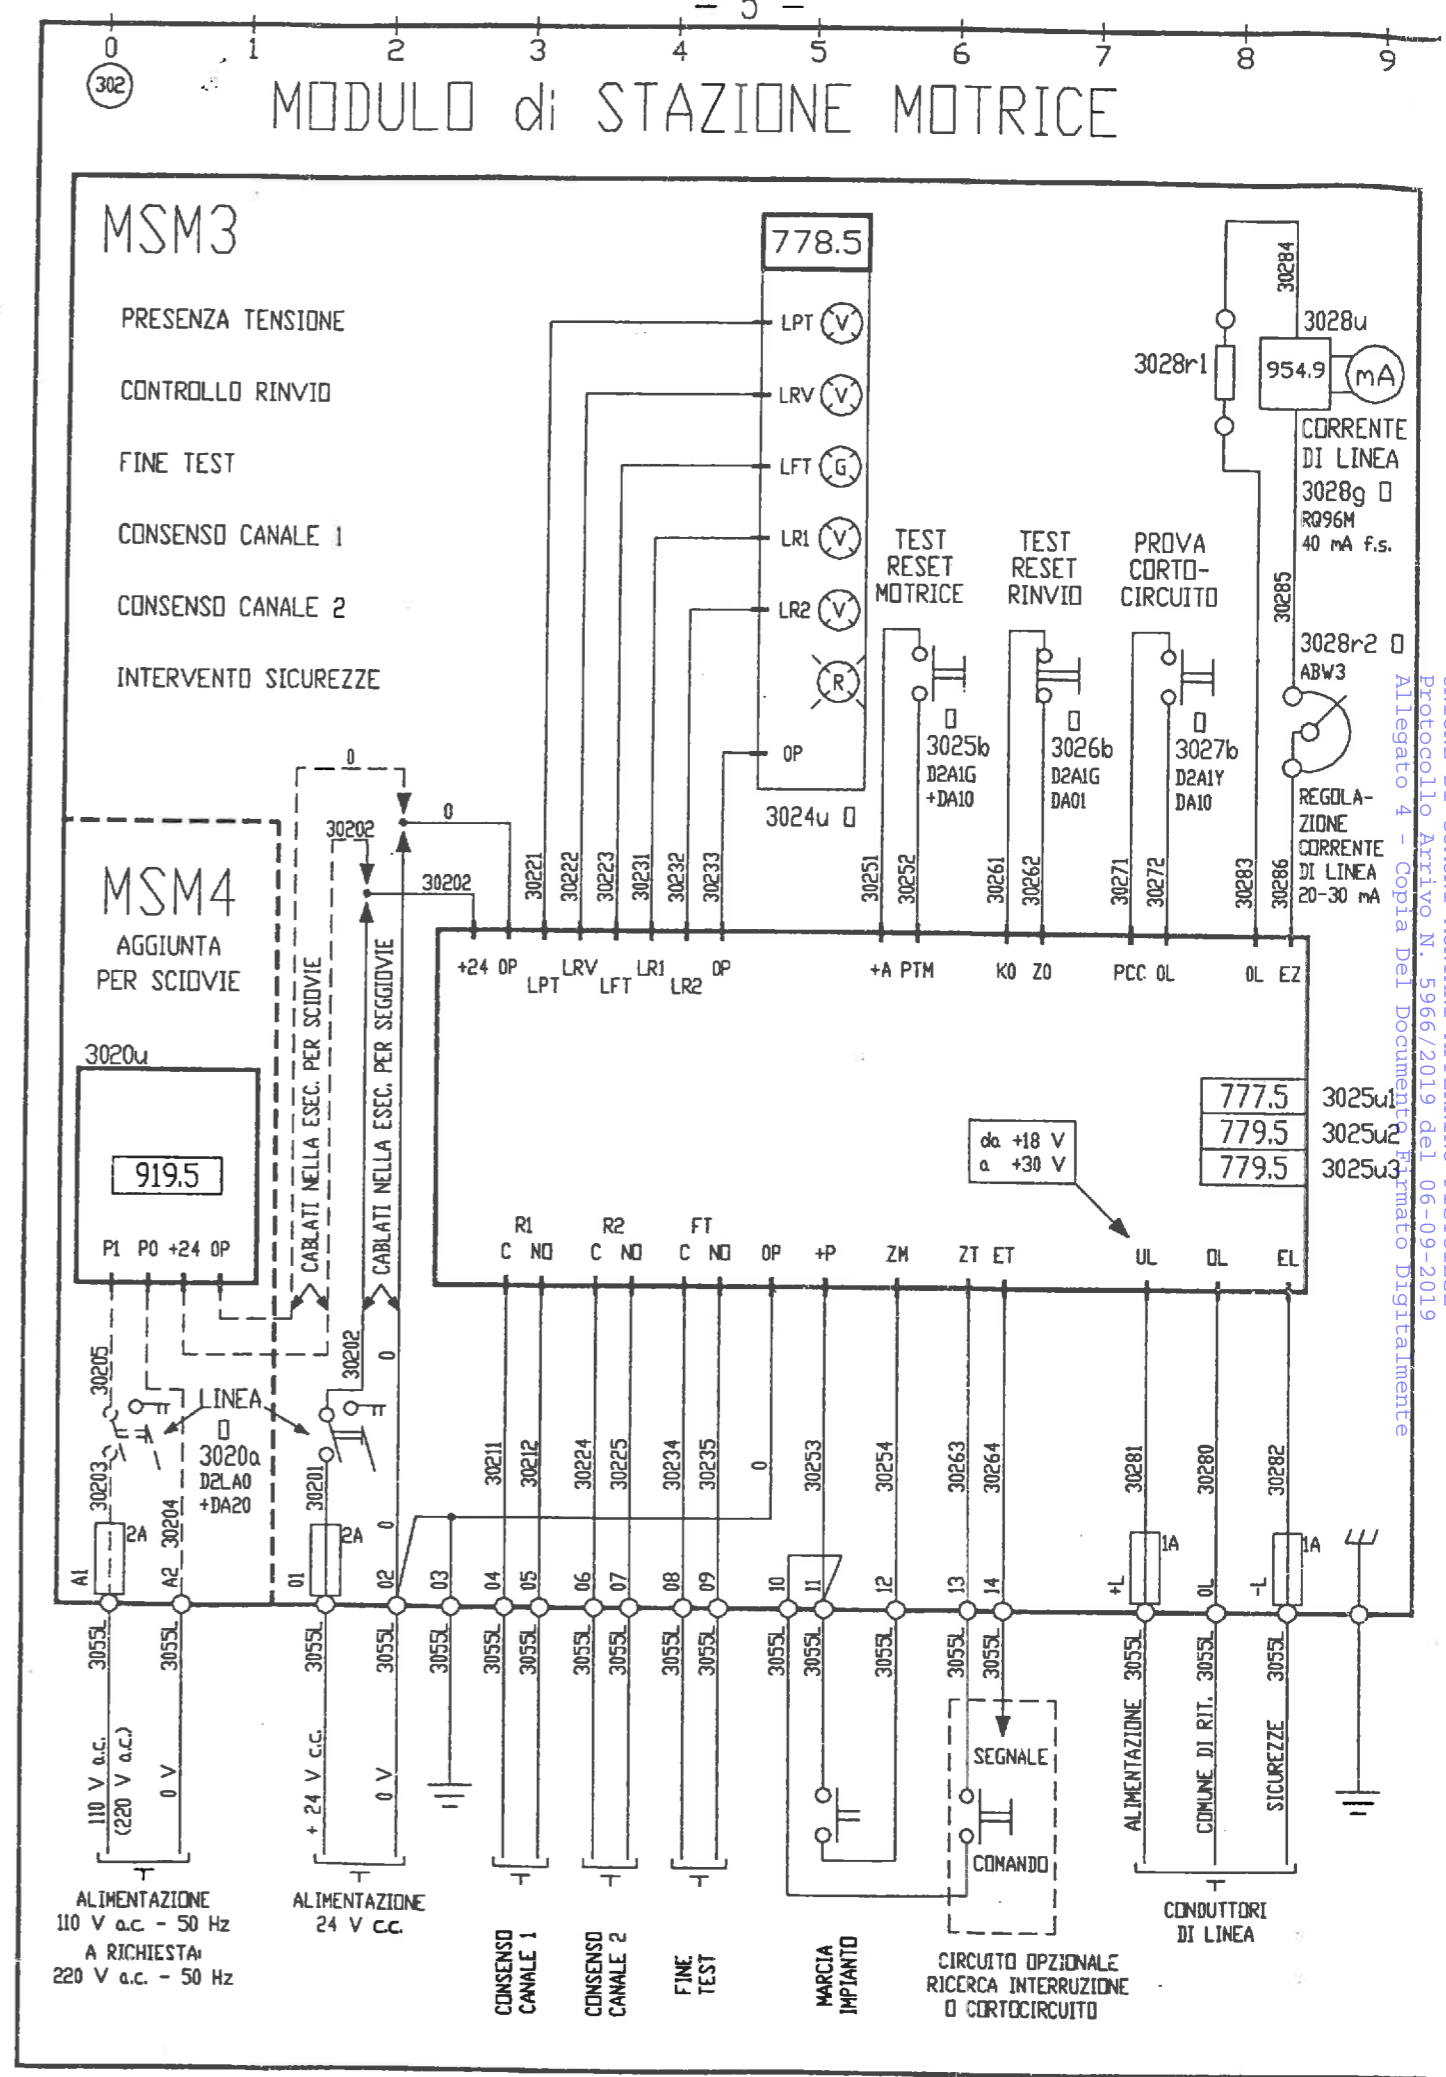 - 5 -
0 1 2 3 4 5 6 7 8 9
302
MODULO di STAZIONE MOTRICE
MSM3
778.5
PRESENZA TENSIONE
LPT V
CONTROLLO RINVIO
LRV V
FINE TEST
LFT G
CONSENSO CANALE 1
LR1 V
CONSENSO CANALE 2
LR2 V
INTERVENTO SICUREZZE
R
0P
3024u
30284
3028u
3028r1
954.9
mA
CORRENTE
DI LINEA
3028g
RQ96M
40 mA f.s.
30285
3028r2
ABW3
REGOLA-
ZIONE
CORRENTE
DI LINEA
20-30 mA
TEST
RESET
MOTRICE
3025b
D2A1G
+DA10
TEST
RESET
RINVIO
3026b
D2A1G
DA01
PROVA
CORTO-
CIRCUITO
3027b
D2A1Y
DA10
0
0
30202
30202
30221
30222
30223
30231
30232
30233
30251
30252
30261
30262
30271
30272
30283
30286
MSM4
AGGIUNTA
PER SCIOVIE
3020u
919.5
P1 P0 +24 0P
CABLATI NELLA ESEC. PER SCIOVIE
CABLATI NELLA ESEC. PER SEGGIOVIE
+24 0P LPT LRV LFT LR1 LR2 0P
+A PTM K0 Z0 PCC 0L 0L EZ
777.5 3025u1
779.5 3025u2
779.5 3025u3
da +18 V
a +30 V
R1 R2 FT
C NO C NO C NO 0P +P ZM ZT ET UL 0L EL
30205
30203
30204
LINEA
3020a
D2LA0
+DA20
30202
0
30201
0
30211
30212
30224
30225
30234
30235
0
30253
30254
30263
30264
30281
30280
30282
2A
2A
1A
1A
A1 A2 01 02 03 04 05 06 07 08 09 10 11 12 13 14 +L 0L -L
3055L 3055L 3055L 3055L 3055L 3055L 3055L 3055L 3055L 3055L 3055L 3055L 3055L 3055L 3055L 3055L 3055L 3055L 3055L
110 V a.c.
(220 V a.c.)
0 V
+ 24 V c.c.
0 V
SEGNALE
COMANDO
ALIMENTAZIONE
COMUNE DI RIT.
SICUREZZE
ALIMENTAZIONE
110 V a.c. - 50 Hz
A RICHIESTA:
220 V a.c. - 50 Hz
ALIMENTAZIONE
24 V c.c.
CONSENSO
CANALE 1
CONSENSO
CANALE 2
FINE
TEST
MARCIA
IMPIANTO
CIRCUITO OPZIONALE
RICERCA INTERRUZIONE
O CORTOCIRCUITO
CONDUTTORI
DI LINEA
Protocollo Arrivo N. 5966/2019 del 06-09-2019
Allegato 4 - Copia Del Documento Firmato Digitalmente